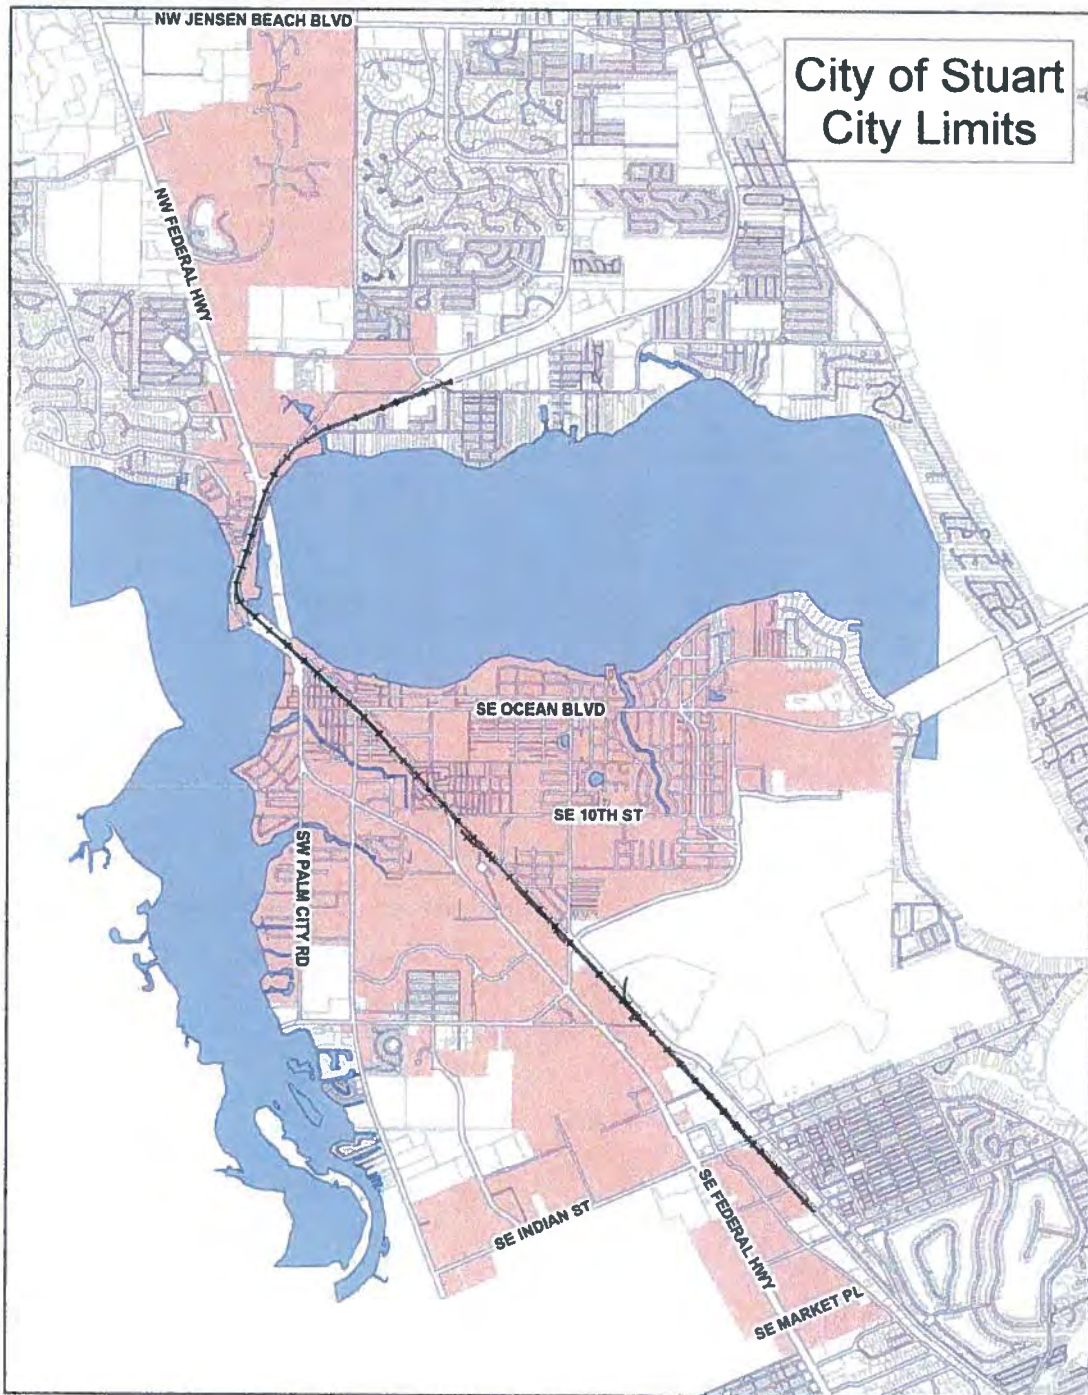 NW JENSEN BEACH BLVD
City of Stuart
City Limits
NW FEDERAL HWY
SE OCEAN BLVD
SE 10TH ST
SW PALM CITY RD
SE INDIAN ST
SE FEDERAL HWY
SE MARKET PL